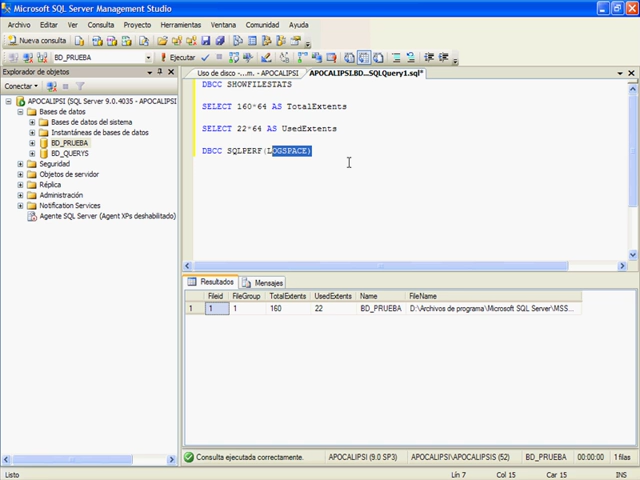 Microsoft SQL Server Management Studio
Archivo Editar Ver Consulta Proyecto Herramientas Ventana Comunidad Ayuda
Nueva consulta
BD_PRUEBA Ejecutar
Explorador de objetos
Conectar
APOCALIPSI (SQL Server 9.0.4035 - APOCALIPSI
Bases de datos
Bases de datos del sistema
Instantáneas de bases de datos
BD_PRUEBA
BD_QUERYS
Seguridad
Objetos de servidor
Réplica
Administración
Notification Services
Agente SQL Server (Agent XPs deshabilitado)
Uso de disco -...m. - APOCALIPSI APOCALIPSI.BD...SQLQuery1.sql*
DBCC SHOWFILESTATS
SELECT 160*64 AS TotalExtents
SELECT 22*64 AS UsedExtents
DBCC SQLPERF(LOGSPACE)
Resultados Mensajes
Fileid FileGroup TotalExtents UsedExtents Name FileName
1 1 1 160 22 BD_PRUEBA D:\Archivos de programa\Microsoft SQL Server\MSS...
Consulta ejecutada correctamente. APOCALIPSI (9.0 SP3) APOCALIPSI\APOCALIPSIS (52) BD_PRUEBA 00:00:00 1 filas
Listo Lín 7 Col 15 Car 15 INS